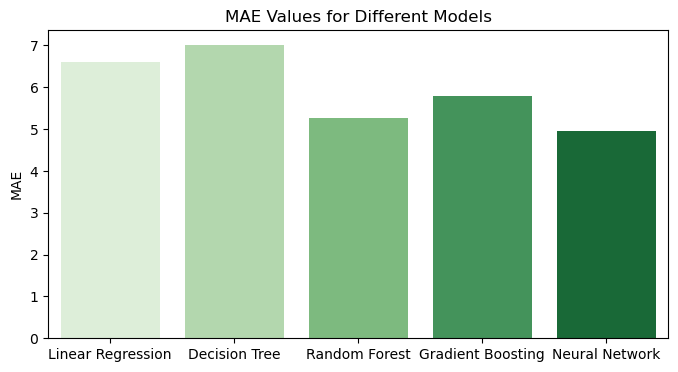 MAE Values for Different Models
MAE
7
6
5
4
3
2
1
0
Linear Regression Decision Tree Random Forest Gradient Boosting Neural Network